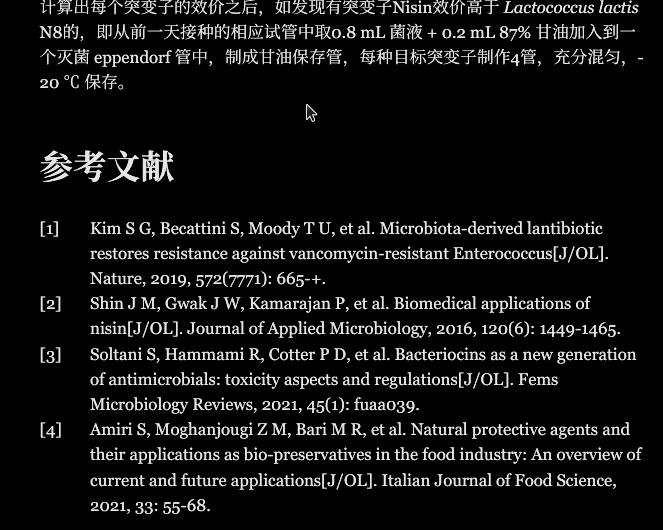 计算出每个突变子的效价之后，如发现有突变子Nisin效价高于 Lactococcus lactis
N8的，即从前一天接种的相应试管中取0.8 mL 菌液 + 0.2 mL 87% 甘油加入到一
个灭菌 eppendorf 管中，制成甘油保存管，每种目标突变子制作4管，充分混匀，-
20 ℃ 保存。
参考文献
[1] Kim S G, Becattini S, Moody T U, et al. Microbiota-derived lantibiotic
restores resistance against vancomycin-resistant Enterococcus[J/OL].
Nature, 2019, 572(7771): 665-+.
[2] Shin J M, Gwak J W, Kamarajan P, et al. Biomedical applications of
nisin[J/OL]. Journal of Applied Microbiology, 2016, 120(6): 1449-1465.
[3] Soltani S, Hammami R, Cotter P D, et al. Bacteriocins as a new generation
of antimicrobials: toxicity aspects and regulations[J/OL]. Fems
Microbiology Reviews, 2021, 45(1): fuaa039.
[4] Amiri S, Moghanjougi Z M, Bari M R, et al. Natural protective agents and
their applications as bio-preservatives in the food industry: An overview of
current and future applications[J/OL]. Italian Journal of Food Science,
2021, 33: 55-68.